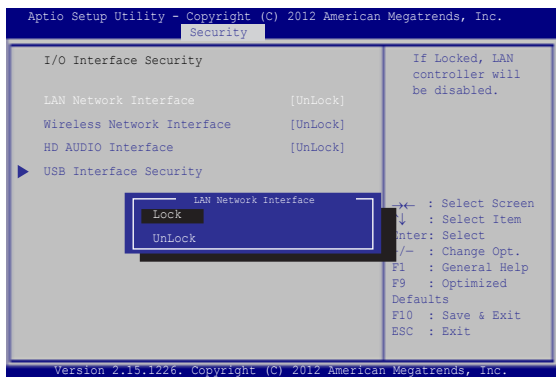 Aptio Setup Utility - Copyright (C) 2012 American Megatrends, Inc.
Security
I/O Interface Security
LAN Network Interface [UnLock]
Wireless Network Interface [UnLock]
HD AUDIO Interface [UnLock]
USB Interface Security
If Locked, LAN
controller will
be disabled.
LAN Network Interface
Lock
UnLock
→← : Select Screen
↑↓ : Select Item
Enter: Select
+/— : Change Opt.
F1 : General Help
F9 : Optimized
Defaults
F10 : Save & Exit
ESC : Exit
Version 2.15.1226. Copyright (C) 2012 American Megatrends, Inc.